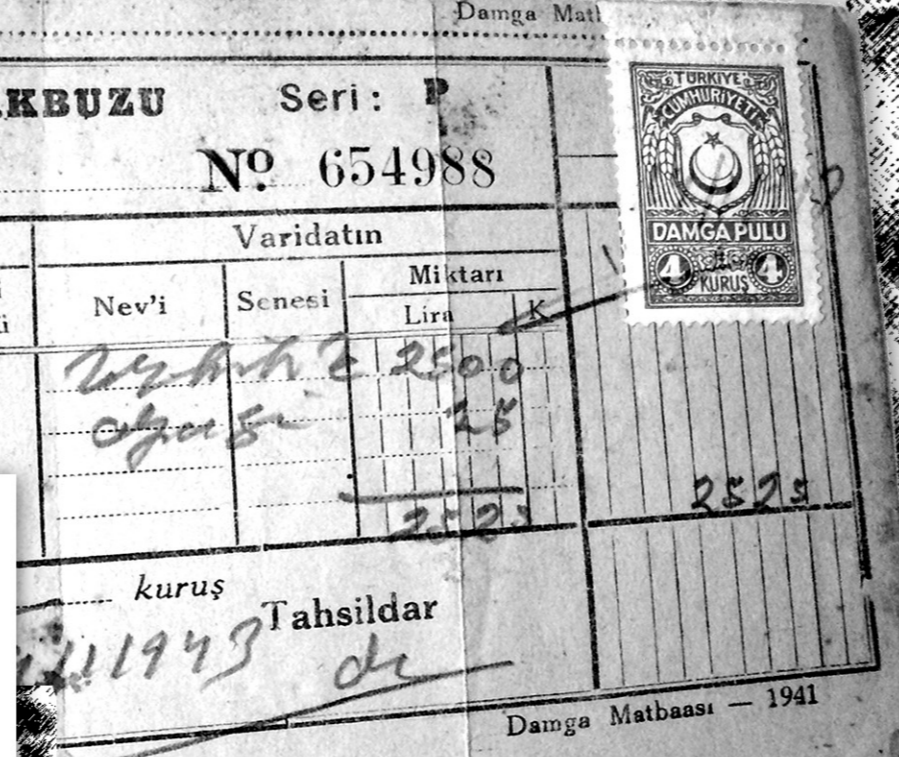 Damga Matl
AKBUZU Seri: P
TÜRKİYE
CUMHURİYETİ
No 654988
DAMGA PULU
4 KURUŞ 4
Varidatın
Miktarı
Nev'i Senesi
Lira K
2500
25
2525 2525
kuruş
Tahsildar
1943
Damga Matbaası — 1941